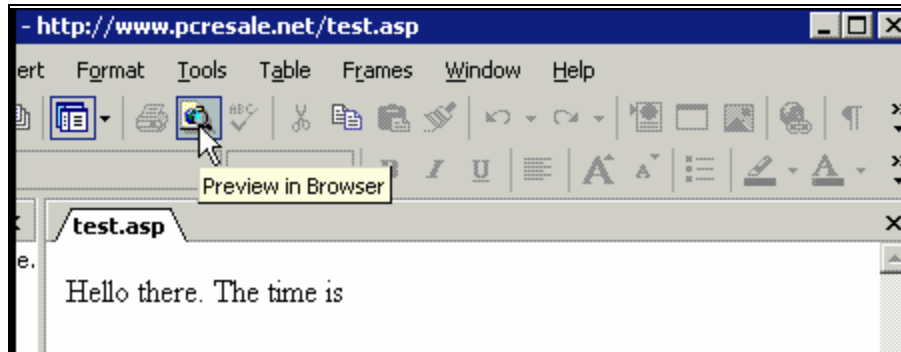 - http://www.pcresale.net/test.asp
ert Format Tools Table Frames Window Help
ABC
B I U A A A
Preview in Browser
test.asp
e.
Hello there. The time is